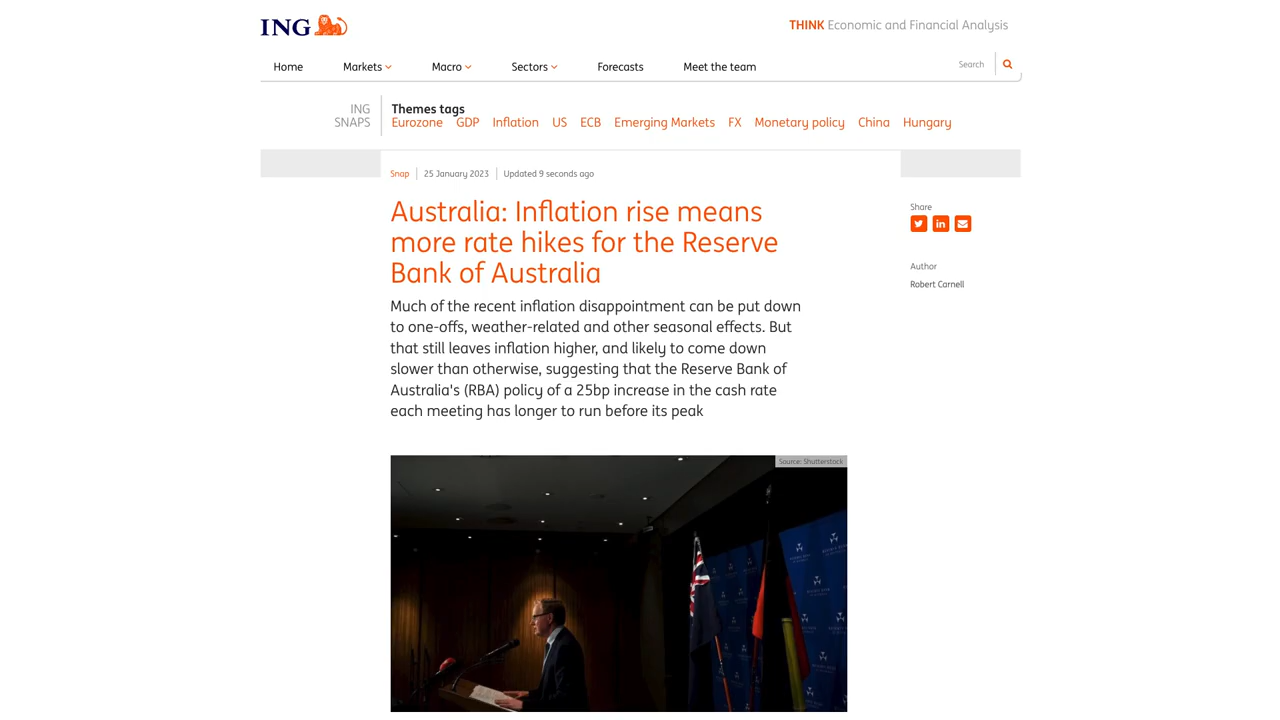 ING
THINK Economic and Financial Analysis
Home
Markets
Macro
Sectors
Forecasts
Meet the team
Search
ING
SNAPS
Themes tags
Eurozone GDP Inflation US ECB Emerging Markets FX Monetary policy China Hungary
Snap
25 January 2023
Updated 9 seconds ago
Australia: Inflation rise means
more rate hikes for the Reserve
Bank of Australia
Much of the recent inflation disappointment can be put down
to one-offs, weather-related and other seasonal effects. But
that still leaves inflation higher, and likely to come down
slower than otherwise, suggesting that the Reserve Bank of
Australia's (RBA) policy of a 25bp increase in the cash rate
each meeting has longer to run before its peak
Share
Author
Robert Carnell
Source: Shutterstock